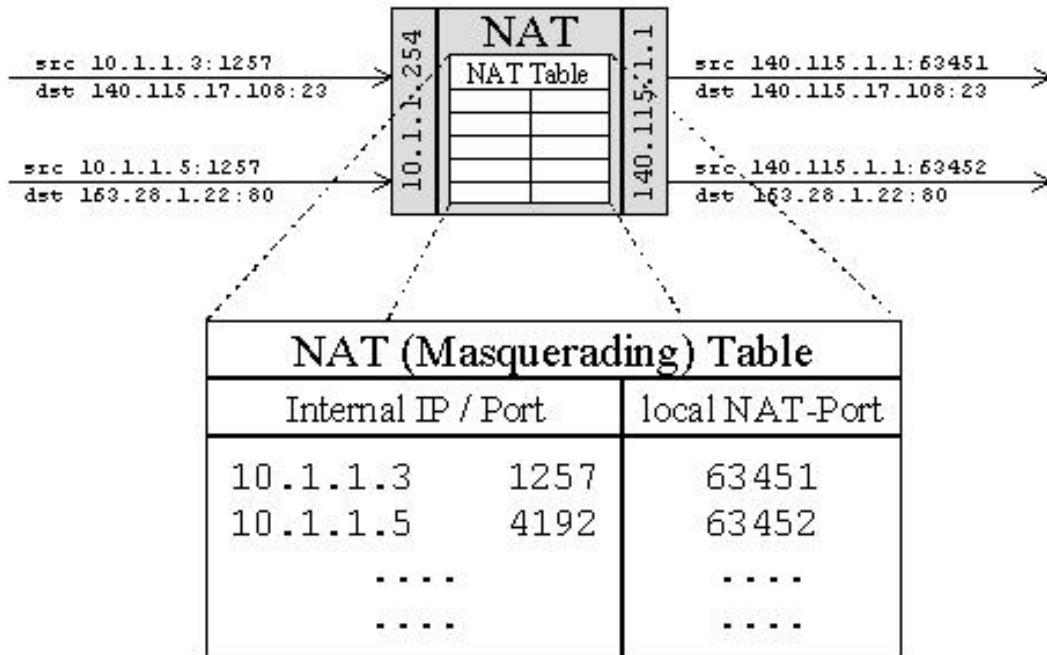 NAT
NAT Table
10.1.1.254
140.115.1.1
src 10.1.1.3:1257
dst 140.115.17.108:23
src 140.115.1.1:63451
dst 140.115.17.108:23
src 10.1.1.5:1257
dst 163.28.1.22:80
src 140.115.1.1:63452
dst 163.28.1.22:80
NAT (Masquerading) Table
Internal IP / Port local NAT-Port
10.1.1.3 1257 63451
10.1.1.5 4192 63452
.... ....
.... ....